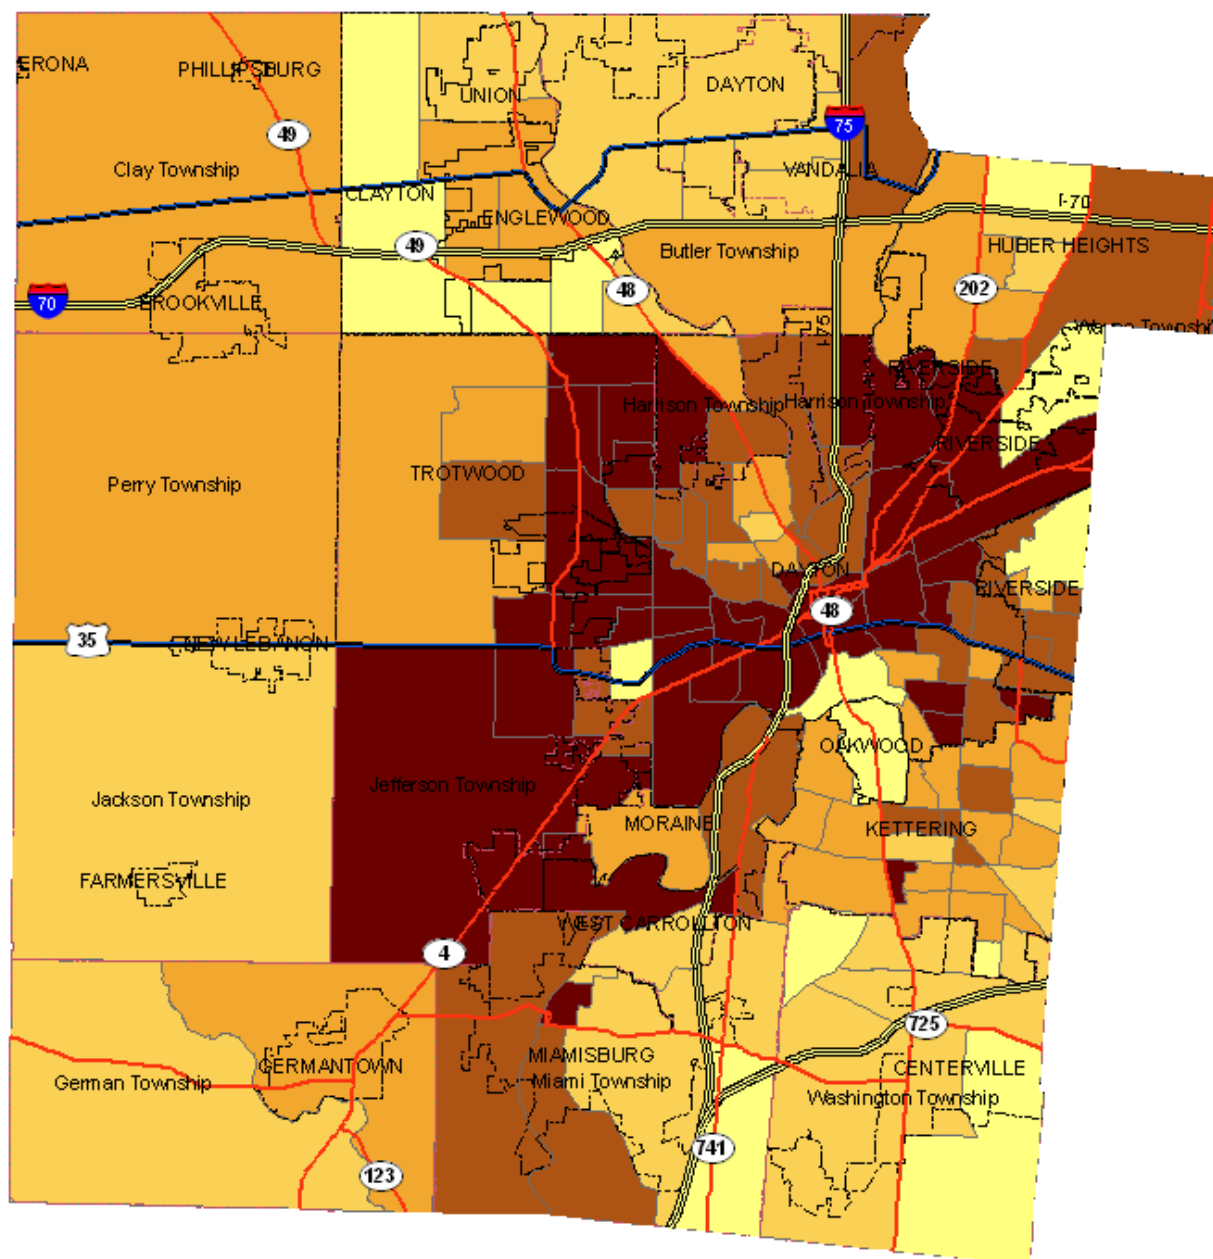 ERONA
PHILLIPSBURG
UNION
DAYTON
49
75
Clay Township
VANDALIA
CLAYTON
I-70
ENGLEWOOD
49
Butler Township
HUBER HEIGHTS
70
BROOKVILLE
48
202
I-75
Wayne Township
RIVERSIDE
Harrison Township
Harrison Township
RIVERSIDE
TROTWOOD
Perry Township
DAYTON
RIVERSIDE
48
35
NEW LEBANON
OAKWOOD
Jefferson Township
Jackson Township
MORAINE
KETTERING
FARMERSVILLE
WEST CARROLLTON
4
725
MIAMISBURG
GERMANTOWN
CENTERVILLE
German Township
Miami Township
Washington Township
741
123